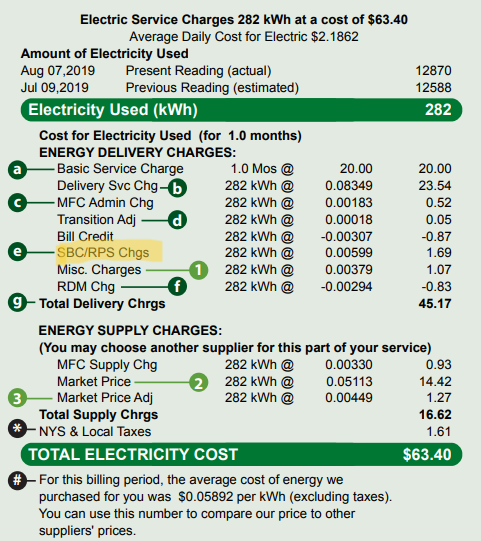 Electric Service Charges 282 kWh at a cost of $63.40
Average Daily Cost for Electric $2.1862
Amount of Electricity Used
Aug 07,2019 Present Reading (actual) 12870
Jul 09,2019 Previous Reading (estimated) 12588
Electricity Used (kWh) 282
Cost for Electricity Used (for 1.0 months)
ENERGY DELIVERY CHARGES:
a Basic Service Charge 1.0 Mos @ 20.00 20.00
Delivery Svc Chg b 282 kWh @ 0.08349 23.54
c MFC Admin Chg 282 kWh @ 0.00183 0.52
Transition Adj d 282 kWh @ 0.00018 0.05
Bill Credit 282 kWh @ -0.00307 -0.87
e SBC/RPS Chgs 282 kWh @ 0.00599 1.69
Misc. Charges 1 282 kWh @ 0.00379 1.07
RDM Chg f 282 kWh @ -0.00294 -0.83
g Total Delivery Chrgs 45.17
ENERGY SUPPLY CHARGES:
(You may choose another supplier for this part of your service)
MFC Supply Chg 282 kWh @ 0.00330 0.93
Market Price 2 282 kWh @ 0.05113 14.42
3 Market Price Adj 282 kWh @ 0.00449 1.27
Total Supply Chrgs 16.62
* NYS & Local Taxes 1.61
TOTAL ELECTRICITY COST $63.40
# For this billing period, the average cost of energy we
purchased for you was $0.05892 per kWh (excluding taxes).
You can use this number to compare our price to other
suppliers' prices.